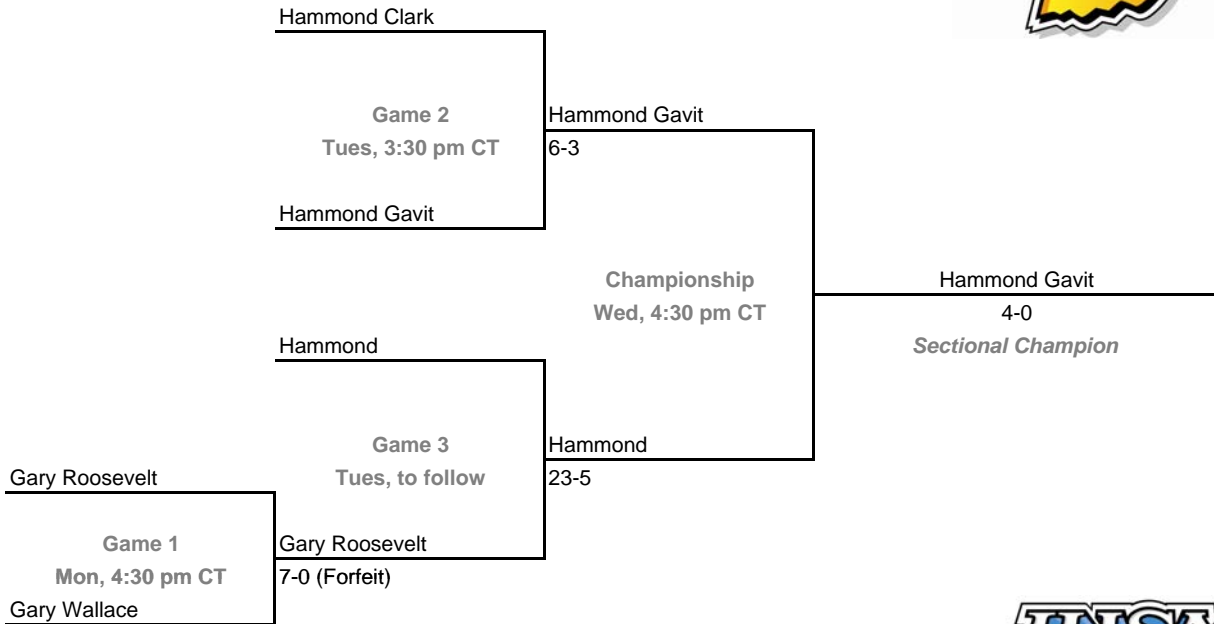 Hammond Clark
Game 2
Tues, 3:30 pm CT
Hammond Gavit
6-3
Hammond Gavit
Championship
Wed, 4:30 pm CT
Hammond Gavit
4-0
Sectional Champion
Hammond
Game 3
Tues, to follow
Hammond
23-5
Gary Roosevelt
Game 1
Mon, 4:30 pm CT
Gary Roosevelt
7-0 (Forfeit)
Gary Wallace